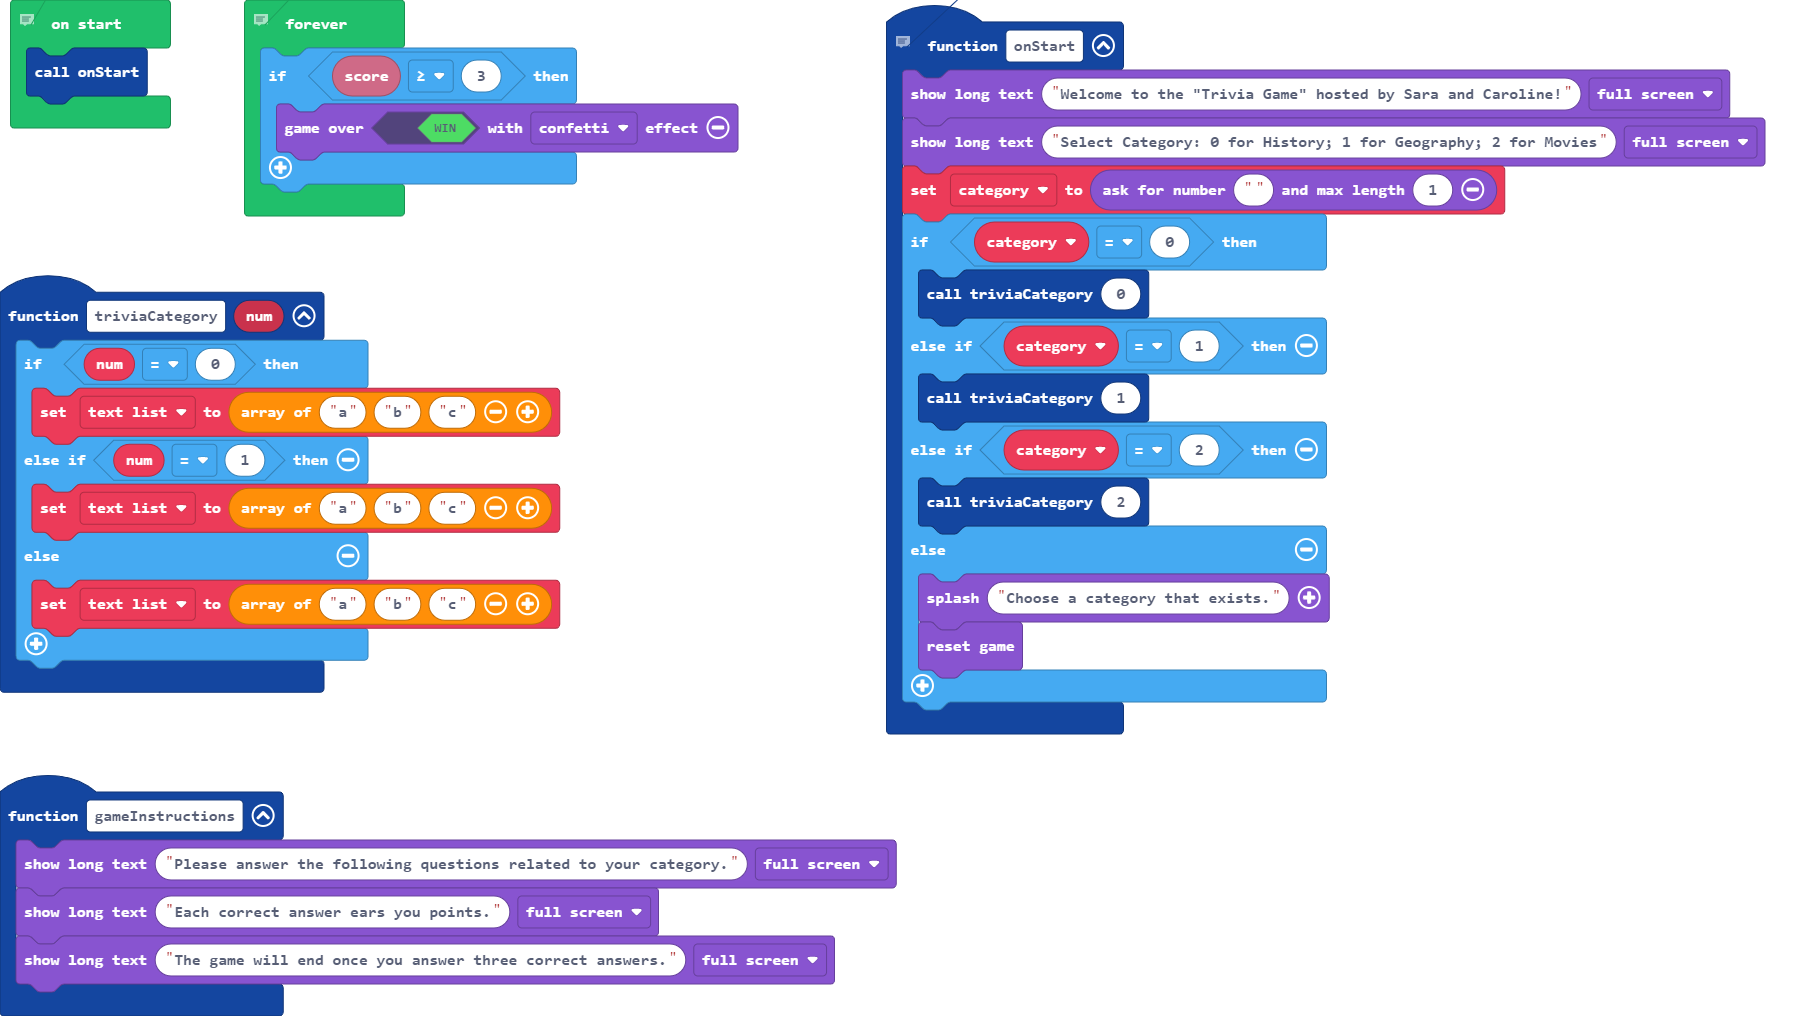 on start
call onStart
forever
if score ≥ 3 then
game over WIN with confetti effect
function triviaCategory num
if num = 0 then
set text list to array of "a" "b" "c"
else if num = 1 then
set text list to array of "a" "b" "c"
else
set text list to array of "a" "b" "c"
function gameInstructions
show long text "Please answer the following questions related to your category." full screen
show long text "Each correct answer ears you points." full screen
show long text "The game will end once you answer three correct answers." full screen
function onStart
show long text "Welcome to the "Trivia Game" hosted by Sara and Caroline!" full screen
show long text "Select Category: 0 for History; 1 for Geography; 2 for Movies" full screen
set category to ask for number "" and max length 1
if category = 0 then
call triviaCategory 0
else if category = 1 then
call triviaCategory 1
else if category = 2 then
call triviaCategory 2
else
splash "Choose a category that exists."
reset game